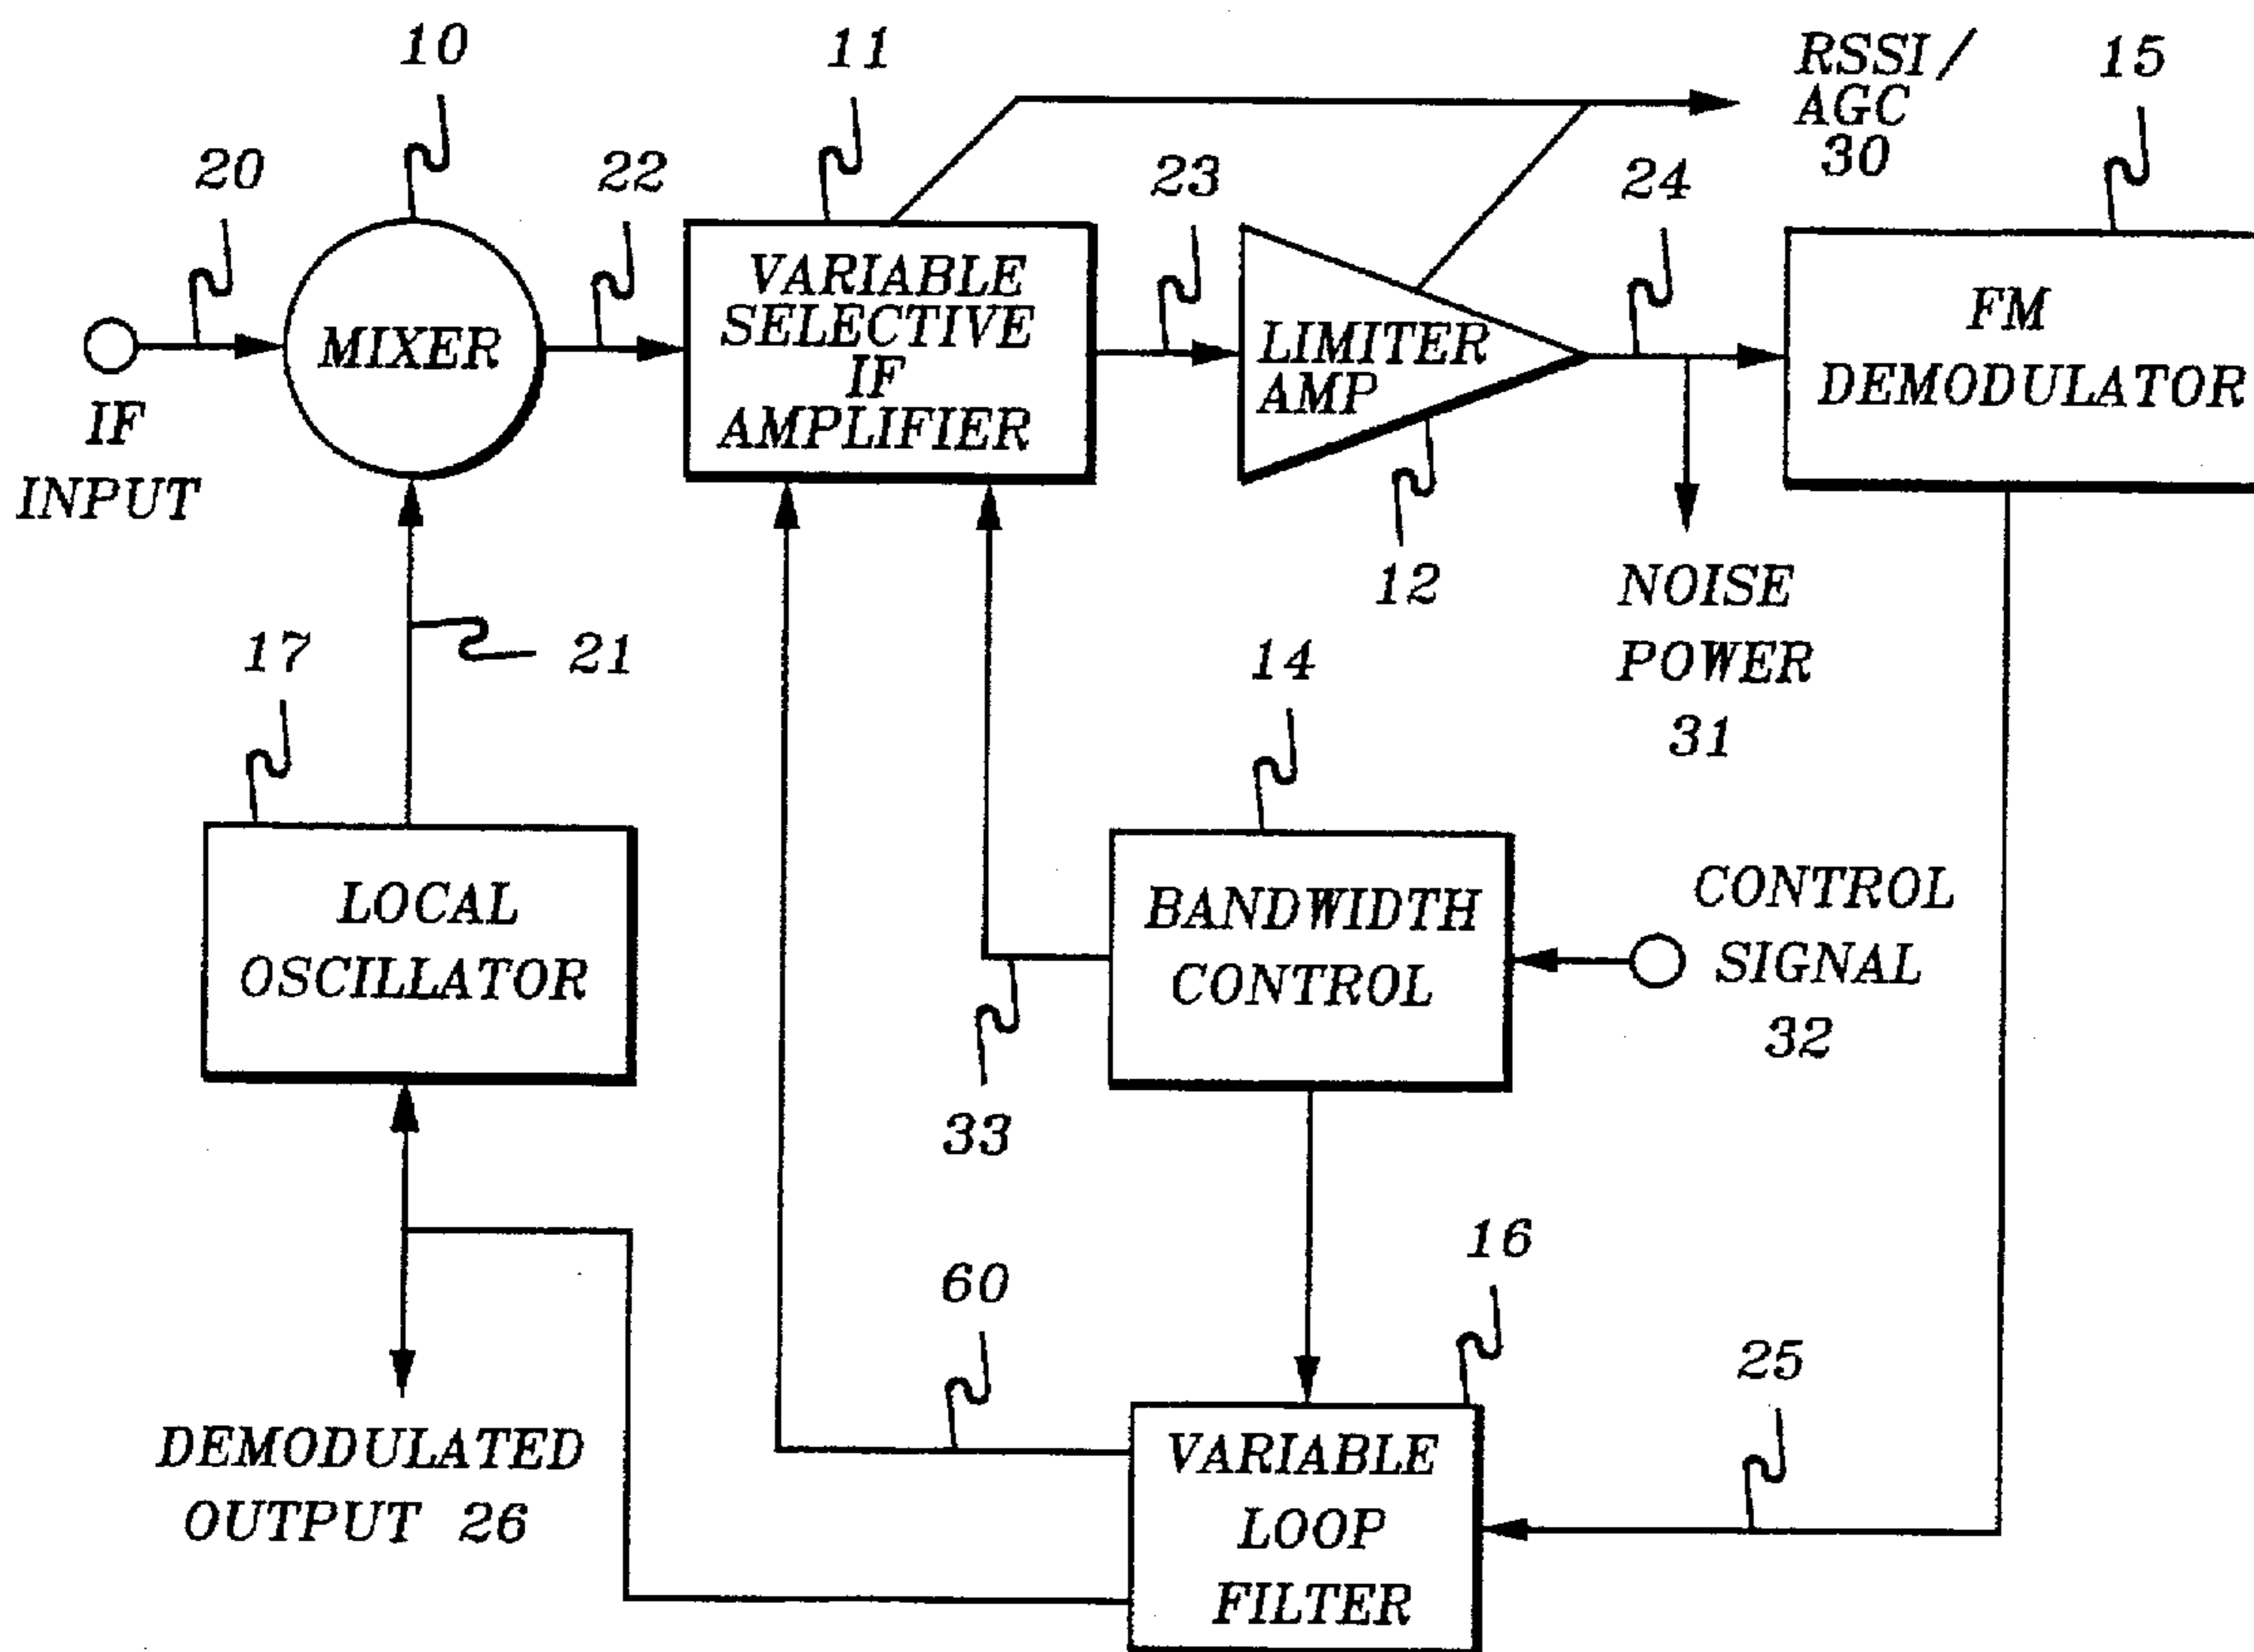 10
11
RSSI/
AGC
30
15
20
22
23
24
MIXER
VARIABLE
SELECTIVE
IF
AMPLIFIER
LIMITER
AMP
FM
DEMODULATOR
IF
INPUT
12
NOISE
POWER
31
17
21
14
LOCAL
OSCILLATOR
BANDWIDTH
CONTROL
CONTROL
SIGNAL
32
33
60
16
25
DEMODULATED
OUTPUT 26
VARIABLE
LOOP
FILTER